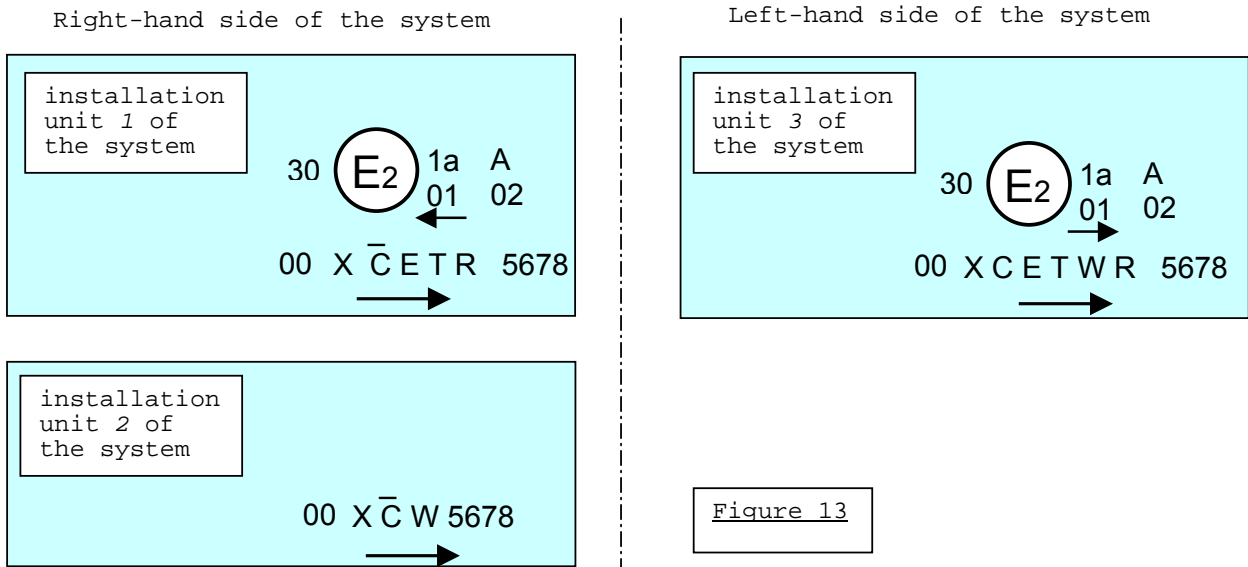 Right-hand side of the system
installation
unit 1 of
the system
30 E2 1a A
01 02
00 X C̅ E T R 5678
installation
unit 2 of
the system
00 X C̅ W 5678
Left-hand side of the system
installation
unit 3 of
the system
30 E2 1a A
01 02
00 X C E T W R 5678
Figure 13